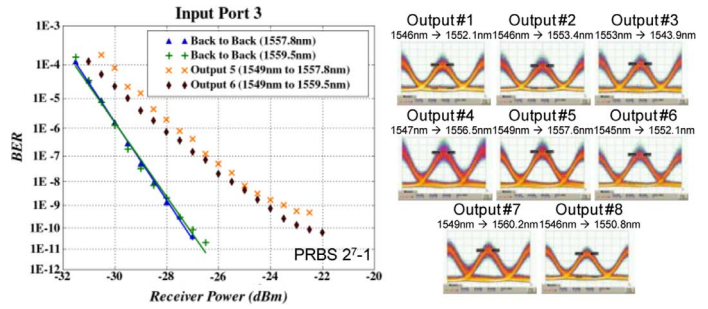 Input Port 3
1E-3
1E-4
1E-5
1E-6
1E-7
1E-8
1E-9
1E-10
1E-11
1E-12
BER
Back to Back (1557.8nm)
Back to Back (1559.5nm)
Output 5 (1549nm to 1557.8nm)
Output 6 (1549nm to 1559.5nm)
PRBS 2⁷-1
-32
-30
-28
-26
-24
-22
-20
Receiver Power (dBm)
Output#1
1546nm → 1552.1nm
Output#2
1546nm → 1553.4nm
Output#3
1553nm → 1543.9nm
Output#4
1547nm → 1556.5nm
Output#5
1549nm → 1557.6nm
Output#6
1545nm → 1552.1nm
Output#7
1549nm → 1560.2nm
Output#8
1546nm → 1550.8nm